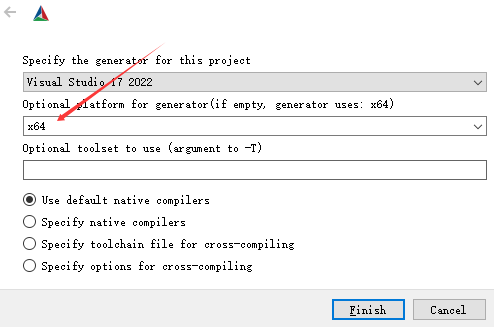 Specify the generator for this project
Visual Studio 17 2022
Optional platform for generator(if empty, generator uses: x64)
x64
Optional toolset to use (argument to -T)
Use default native compilers
Specify native compilers
Specify toolchain file for cross-compiling
Specify options for cross-compiling
Finish
Cancel